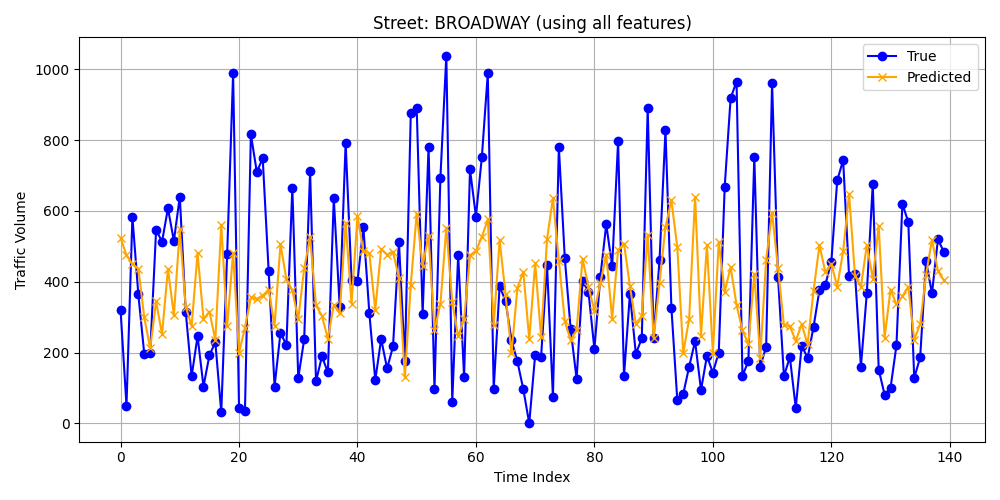 Street: BROADWAY (using all features)
True
Predicted
Traffic Volume
1000
800
600
400
200
0
0 20 40 60 80 100 120 140
Time Index